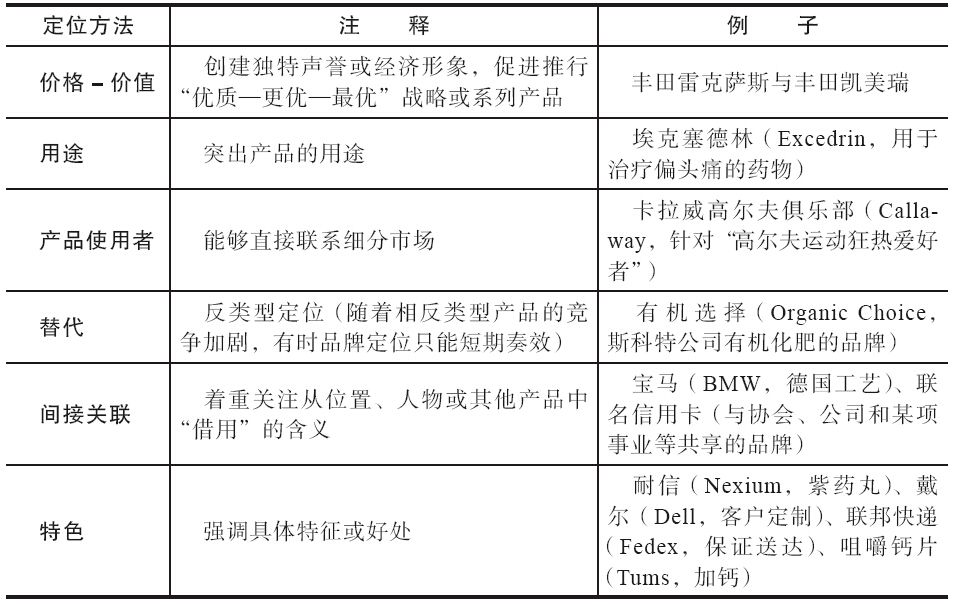 定位方法 注 释 例 子
价格–价值
创建独特声誉或经济形象，促进推行
“优质—更优—最优”战略或系列产品
丰田雷克萨斯与丰田凯美瑞
用途
突出产品的用途
埃克塞德林（Excedrin，用于
治疗偏头痛的药物）
产品使用者
能够直接联系细分市场
卡拉威高尔夫俱乐部（Calla-
way，针对“高尔夫运动狂热爱好
者”）
替代
反类型定位（随着相反类型产品的竞
争加剧，有时品牌定位只能短期奏效）
有机选择（Organic Choice，
斯科特公司有机化肥的品牌）
间接关联
着重关注从位置、人物或其他产品中
“借用”的含义
宝马（BMW，德国工艺）、联
名信用卡（与协会、公司和某项
事业等共享的品牌）
特色
强调具体特征或好处
耐信（Nexium，紫药丸）、戴
尔（Dell，客户定制）、联邦快递
（Fedex，保证送达）、咀嚼钙片
（Tums，加钙）